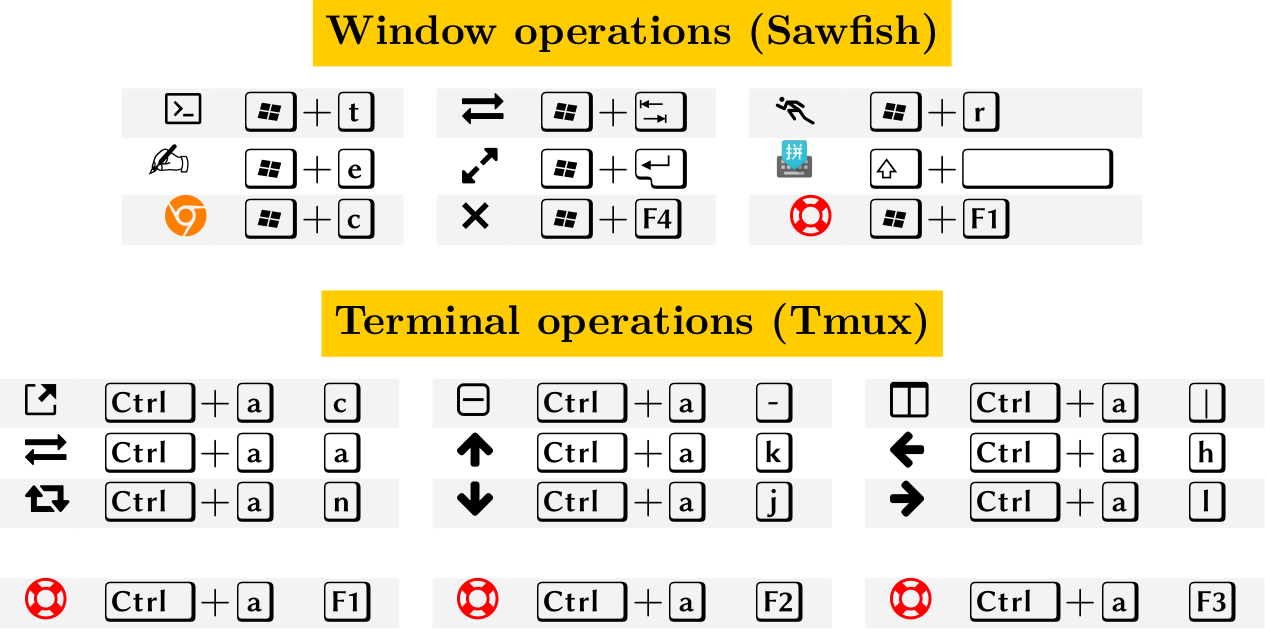 Window operations (Sawfish)
+ t + + r
+ e + 拼 +
+ c + F4 + F1
Terminal operations (Tmux)
Ctrl + a c Ctrl + a - Ctrl + a |
Ctrl + a a Ctrl + a k Ctrl + a h
Ctrl + a n Ctrl + a j Ctrl + a l
Ctrl + a F1 Ctrl + a F2 Ctrl + a F3